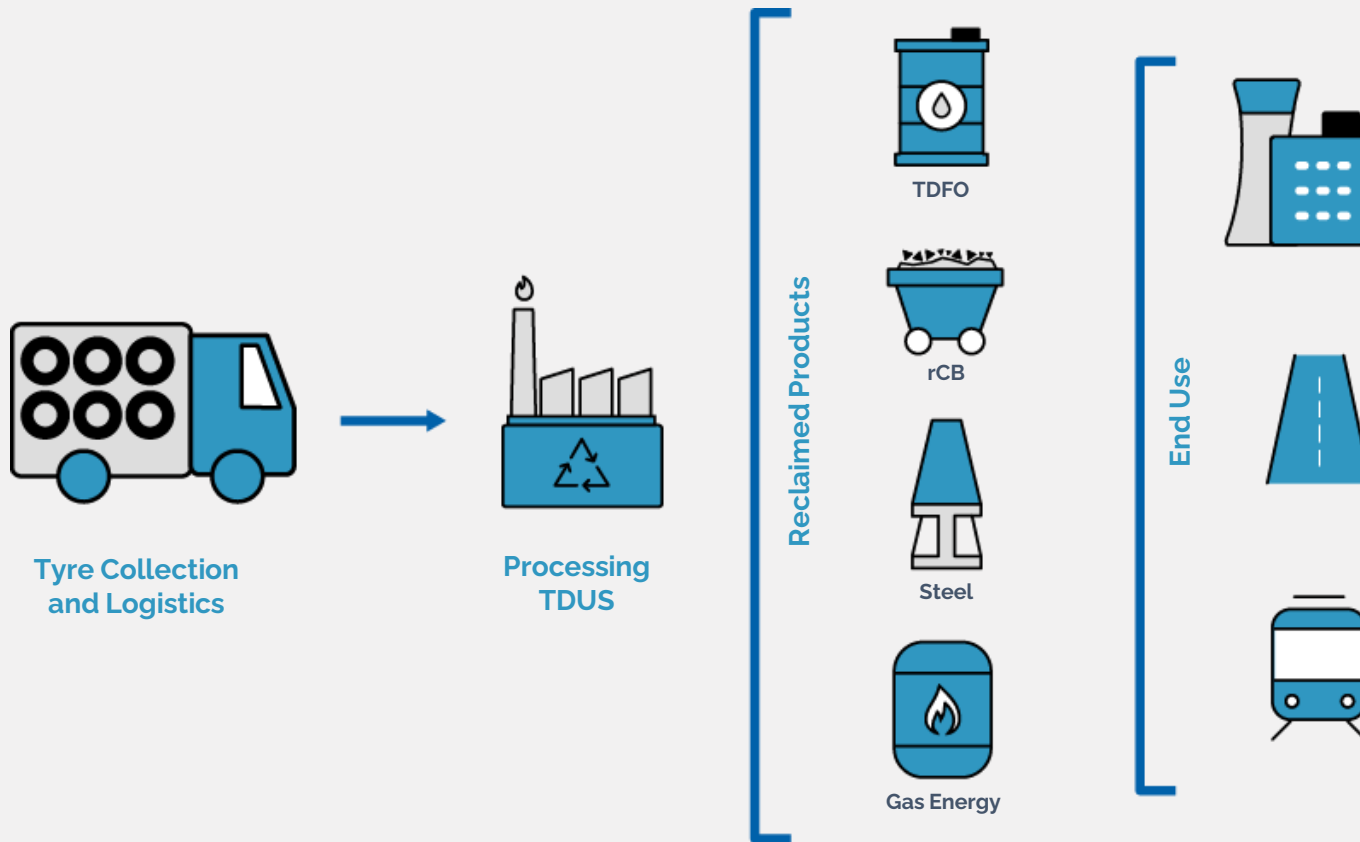 Tyre Collection
and Logistics
Processing
TDUS
Reclaimed Products
TDFO
rCB
Steel
Gas Energy
End Use